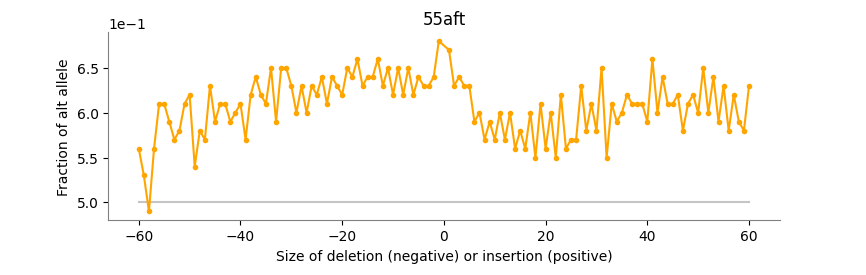 55aft
1e−1
6.5
6.0
5.5
5.0
Fraction of alt allele
−60 −40 −20 0 20 40 60
Size of deletion (negative) or insertion (positive)